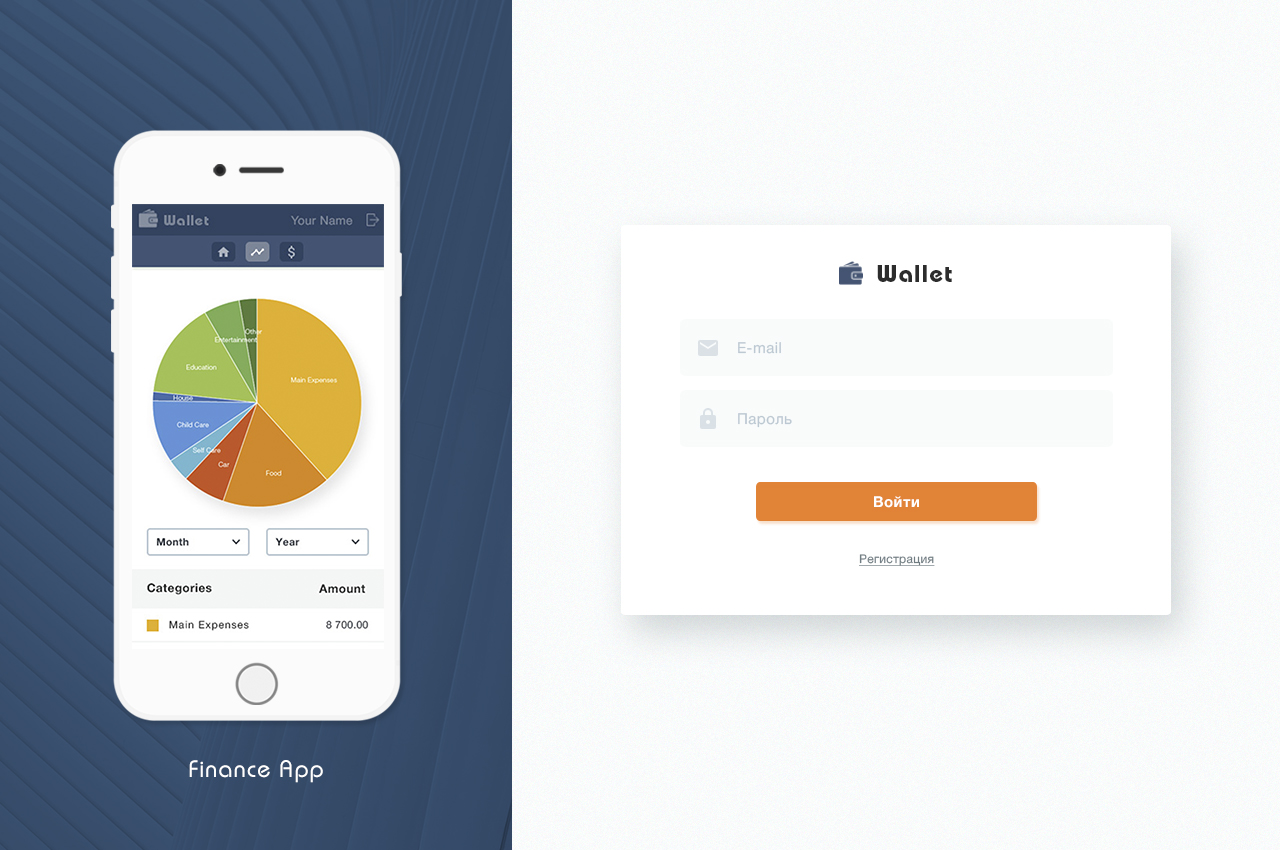 Wallet
Your Name
Other
Entertainment
Education
Main Expenses
House
Child Care
Self Care
Car
Food
Month
Year
Categories
Amount
Main Expenses
8 700.00
Finance App
Wallet
E-mail
Пароль
Войти
Регистрация